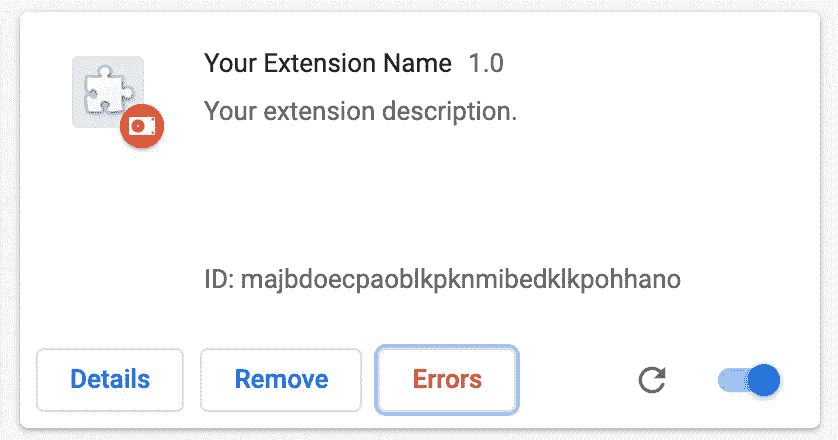 Your Extension Name 1.0
Your extension description.
ID: majbdoecpaoblkpknmibedklkpohhano
Details Remove Errors